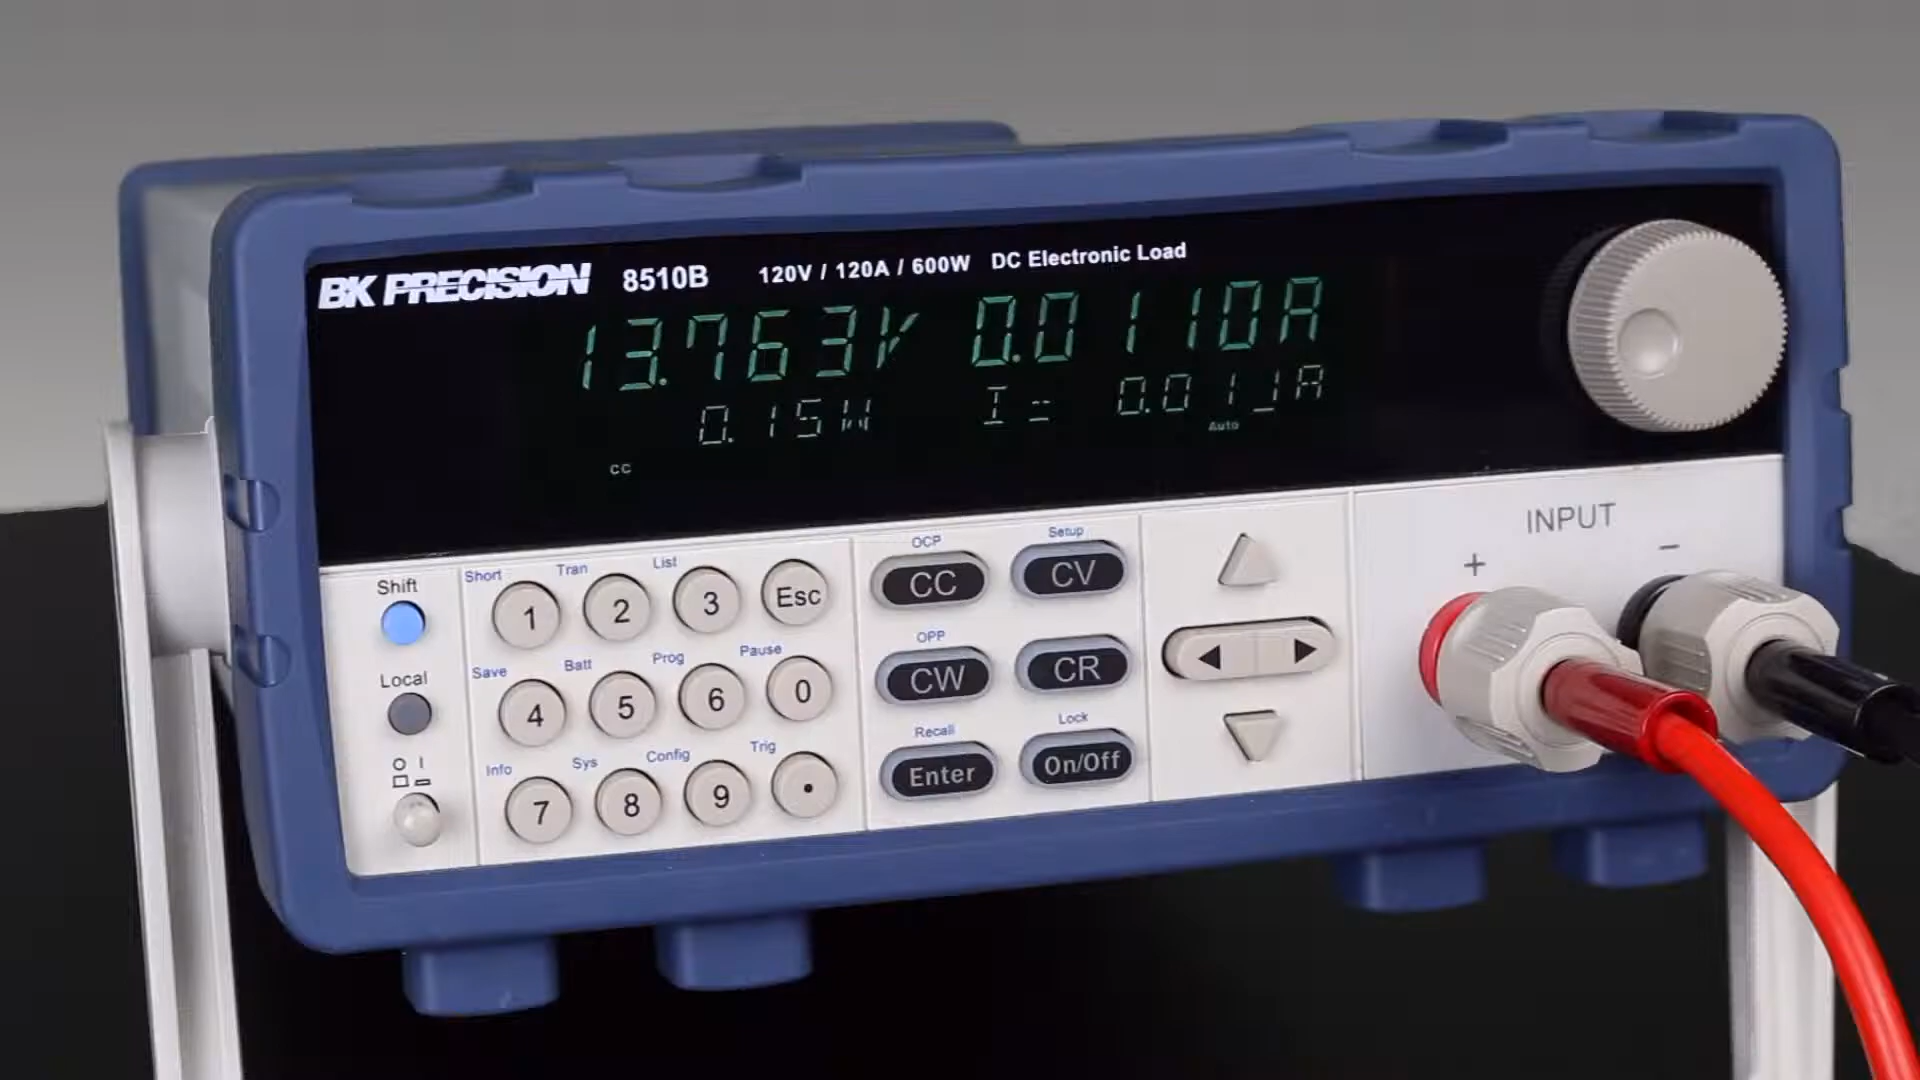 BK PRECISION 8510B 120V / 120A / 600W DC Electronic Load
13.763V 0.0110A
0.15W I = 0.01_A
Auto
CC
Shift
Local
Short Tran List
1 2 3 Esc
Save Batt Prog Pause
4 5 6 0
Info Sys Config Trig
7 8 9 .
OCP Setup
CC CV
OPP
CW CR
Recall Lock
Enter On/Off
INPUT
+ −